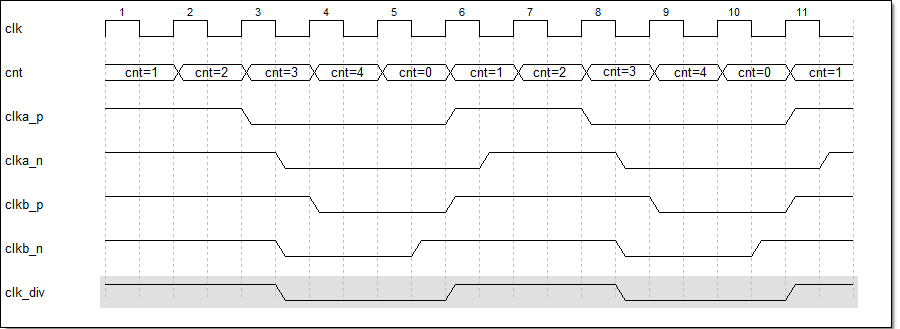 1 2 3 4 5 6 7 8 9 10 11
clk
cnt cnt=1 cnt=2 cnt=3 cnt=4 cnt=0 cnt=1 cnt=2 cnt=3 cnt=4 cnt=0 cnt=1
clka_p
clka_n
clkb_p
clkb_n
clk_div